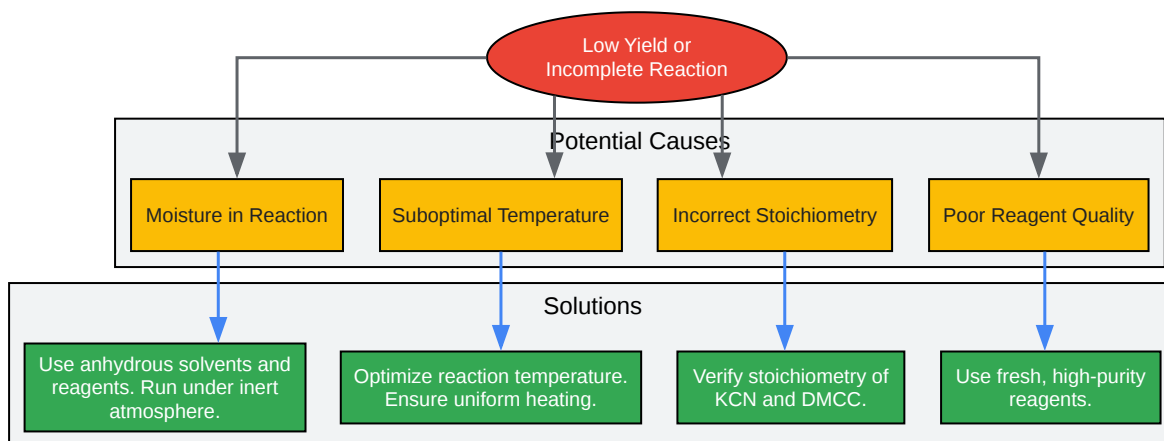 Low Yield or
Incomplete Reaction
Potential Causes
Moisture in Reaction
Suboptimal Temperature
Incorrect Stoichiometry
Poor Reagent Quality
Solutions
Use anhydrous solvents and
reagents. Run under inert
atmosphere.
Optimize reaction temperature.
Ensure uniform heating.
Verify stoichiometry of
KCN and DMCC.
Use fresh, high-purity
reagents.